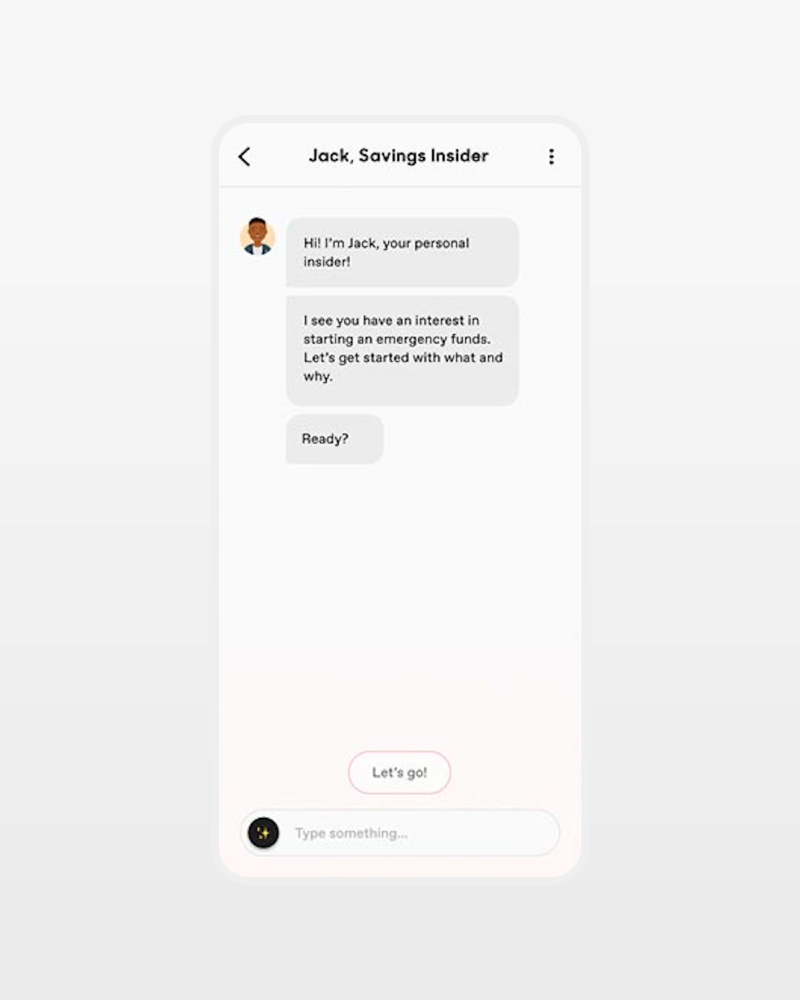 Jack, Savings Insider
Hi! I'm Jack, your personal
insider!
I see you have an interest in
starting an emergency funds.
Let's get started with what and
why.
Ready?
Let's go!
Type something...